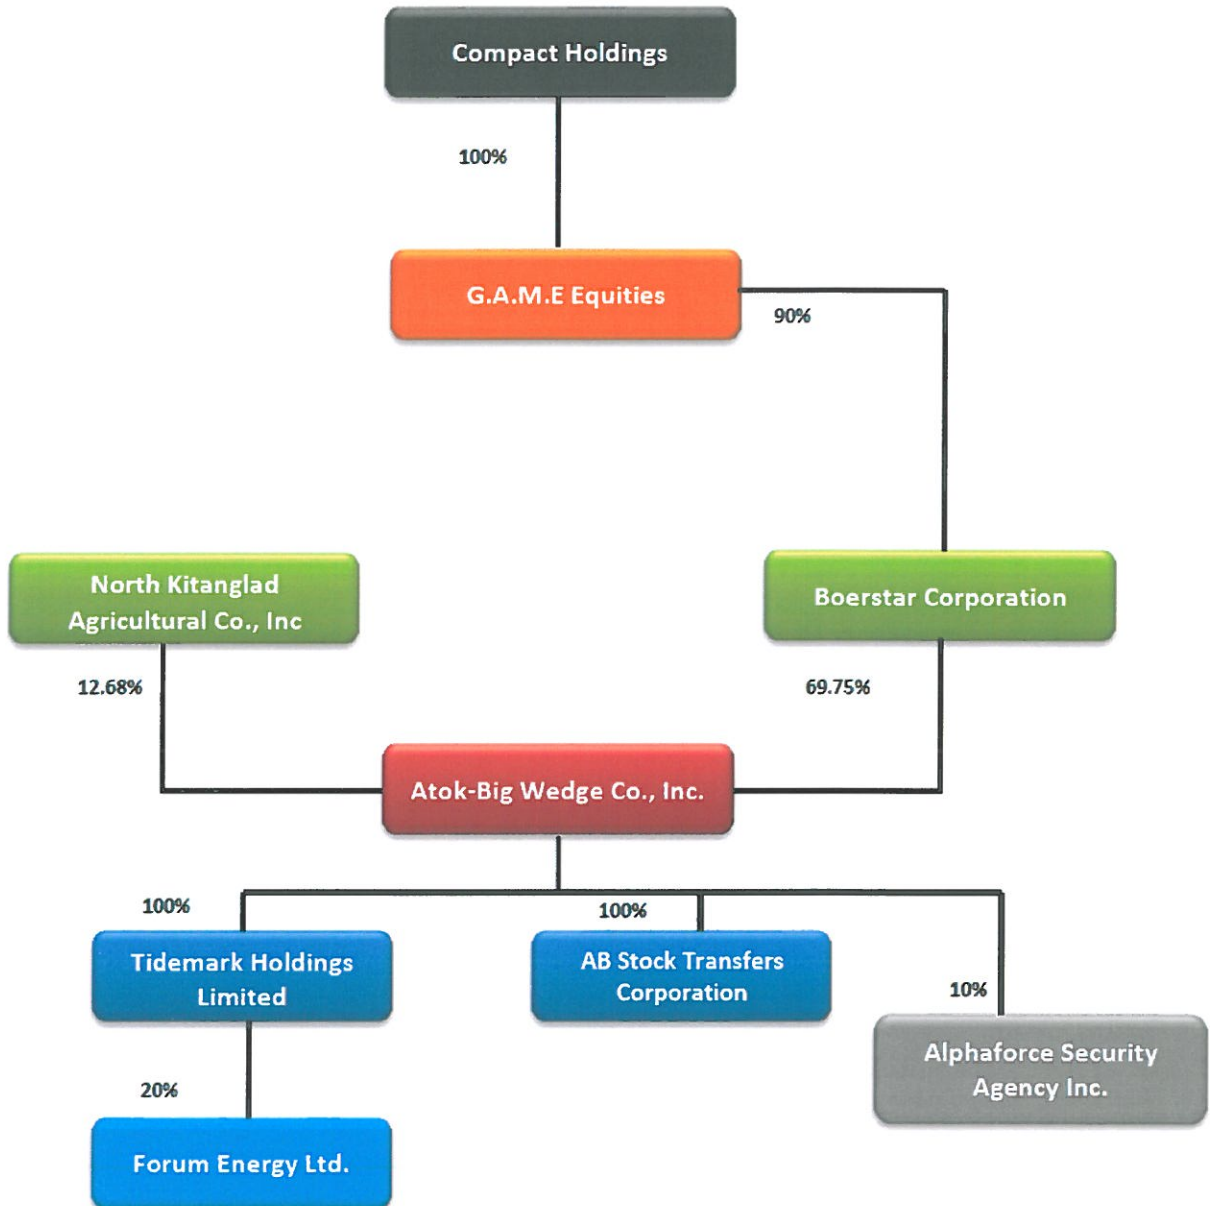 Compact Holdings
100%
G.A.M.E Equities
90%
North Kitanglad
Agricultural Co., Inc
Boerstar Corporation
12.68%
69.75%
Atok-Big Wedge Co., Inc.
100%
100%
Tidemark Holdings
Limited
AB Stock Transfers
Corporation
10%
Alphaforce Security
Agency Inc.
20%
Forum Energy Ltd.